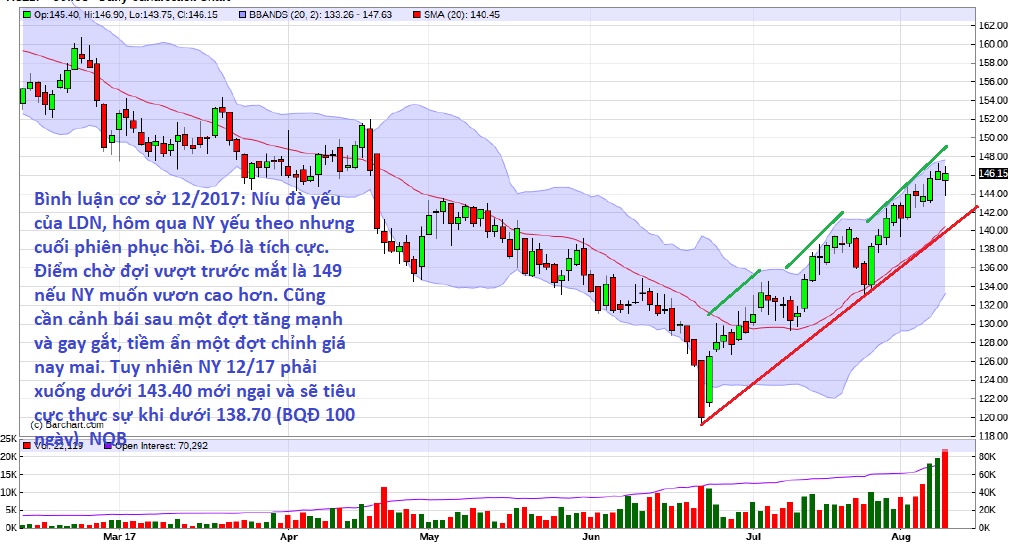 Op:145.40, Hi:146.90, Lo:143.75, C:146.15 BBANDS (20, 2): 133.26 - 147.63 SMA (20): 140.45
162.00
160.00
158.00
156.00
154.00
152.00
150.00
148.00
146.15
144.00
142.00
140.00
138.00
136.00
134.00
132.00
130.00
128.00
126.00
124.00
122.00
120.00
118.00
Bình luận cơ sở 12/2017: Níu đà yếu
của LDN, hôm qua NY yếu theo nhưng
cuối phiên phục hồi. Đó là tích cực.
Điểm chờ đợi vượt trước mắt là 149
nếu NY muốn vươn cao hơn. Cũng
cần cảnh bái sau một đợt tăng mạnh
và gay gắt, tiềm ẩn một đợt chỉnh giá
nay mai. Tuy nhiên NY 12/17 phải
xuống dưới 143.40 mới ngại và sẽ tiêu
cực thực sự khi dưới 138.70 (BQĐ 100
ngày). NQB
(c) Barchart.com
Vol: 22,119 Open Interest: 70,292
25K
20K
15K
10K
5K
0K
80K
60K
40K
20K
0K
Mar 17 Apr May Jun Jul Aug